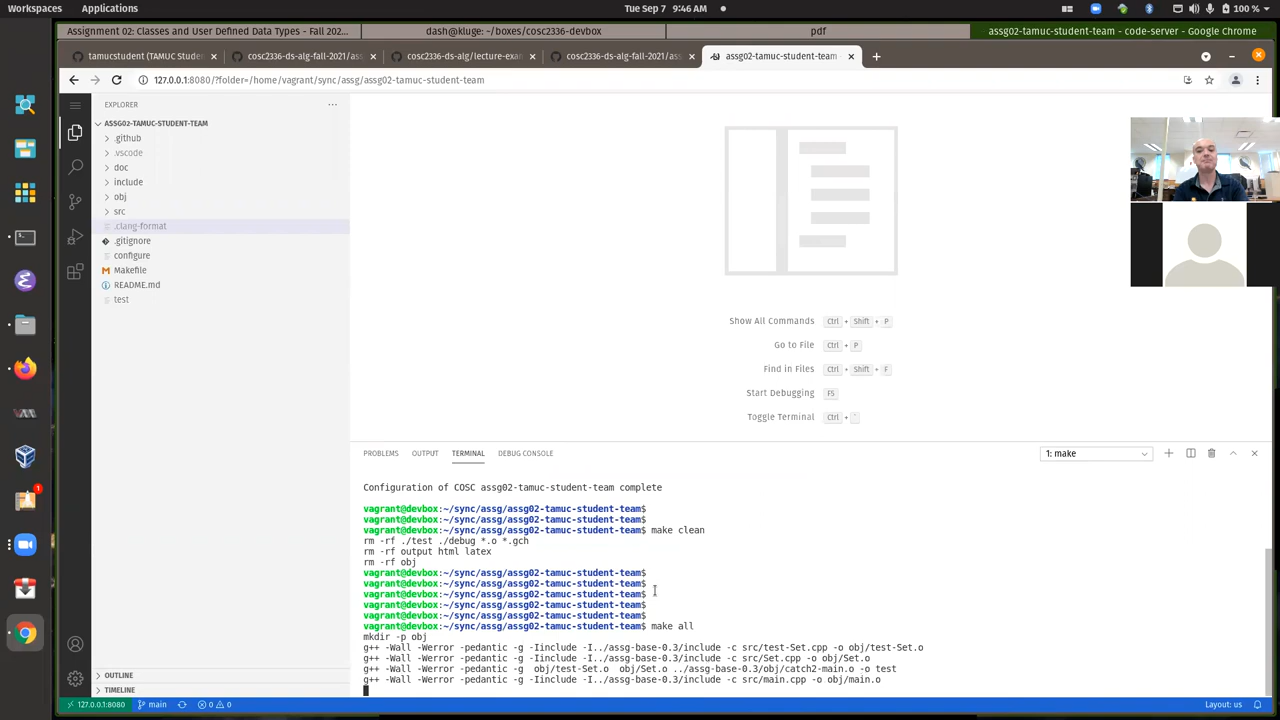 Workspaces
Applications
Tue Sep 7 9:46 AM
100 %
Assignment 02: Classes and User Defined Data Types - Fall 202...
dash@kluge: ~/boxes/cosc2336-devbox
pdf
assg02-tamuc-student-team - code-server - Google Chrome
tamucstudent (TAMUC Stude
cosc2336-ds-alg-fall-2021/as
cosc2336-ds-alg/lecture-exa
cosc2336-ds-alg-fall-2021/as
assg02-tamuc-student-team -
127.0.0.1:8080/?folder=/home/vagrant/sync/assg/assg02-tamuc-student-team
EXPLORER
ASSG02-TAMUC-STUDENT-TEAM
.github
.vscode
doc
include
obj
src
.clang-format
.gitignore
configure
Makefile
README.md
test
Show All Commands Ctrl + Shift + P
Go to File Ctrl + P
Find in Files Ctrl + Shift + F
Start Debugging F5
Toggle Terminal Ctrl + `
PROBLEMS OUTPUT TERMINAL DEBUG CONSOLE
1: make
Configuration of COSC assg02-tamuc-student-team complete
vagrant@devbox:~/sync/assg/assg02-tamuc-student-team$
vagrant@devbox:~/sync/assg/assg02-tamuc-student-team$
vagrant@devbox:~/sync/assg/assg02-tamuc-student-team$ make clean
rm -rf ./test ./debug *.o *.gch
rm -rf output html latex
rm -rf obj
vagrant@devbox:~/sync/assg/assg02-tamuc-student-team$
vagrant@devbox:~/sync/assg/assg02-tamuc-student-team$
vagrant@devbox:~/sync/assg/assg02-tamuc-student-team$
vagrant@devbox:~/sync/assg/assg02-tamuc-student-team$
vagrant@devbox:~/sync/assg/assg02-tamuc-student-team$
vagrant@devbox:~/sync/assg/assg02-tamuc-student-team$ make all
mkdir -p obj
g++ -Wall -Werror -pedantic -g -Iinclude -I../assg-base-0.3/include -c src/test-Set.cpp -o obj/test-Set.o
g++ -Wall -Werror -pedantic -g -Iinclude -I../assg-base-0.3/include -c src/Set.cpp -o obj/Set.o
g++ -Wall -Werror -pedantic -g obj/test-Set.o obj/Set.o ../assg-base-0.3/obj/catch2-main.o -o test
g++ -Wall -Werror -pedantic -g -Iinclude -I../assg-base-0.3/include -c src/main.cpp -o obj/main.o
OUTLINE
TIMELINE
127.0.0.1:8080
main
0
0
Layout: us
1